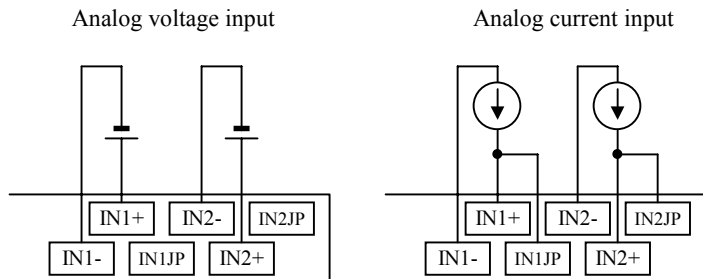 Analog voltage input
Analog current input
IN1+ IN2- IN2JP
IN1- IN1JP IN2+
IN1+ IN2- IN2JP
IN1- IN1JP IN2+